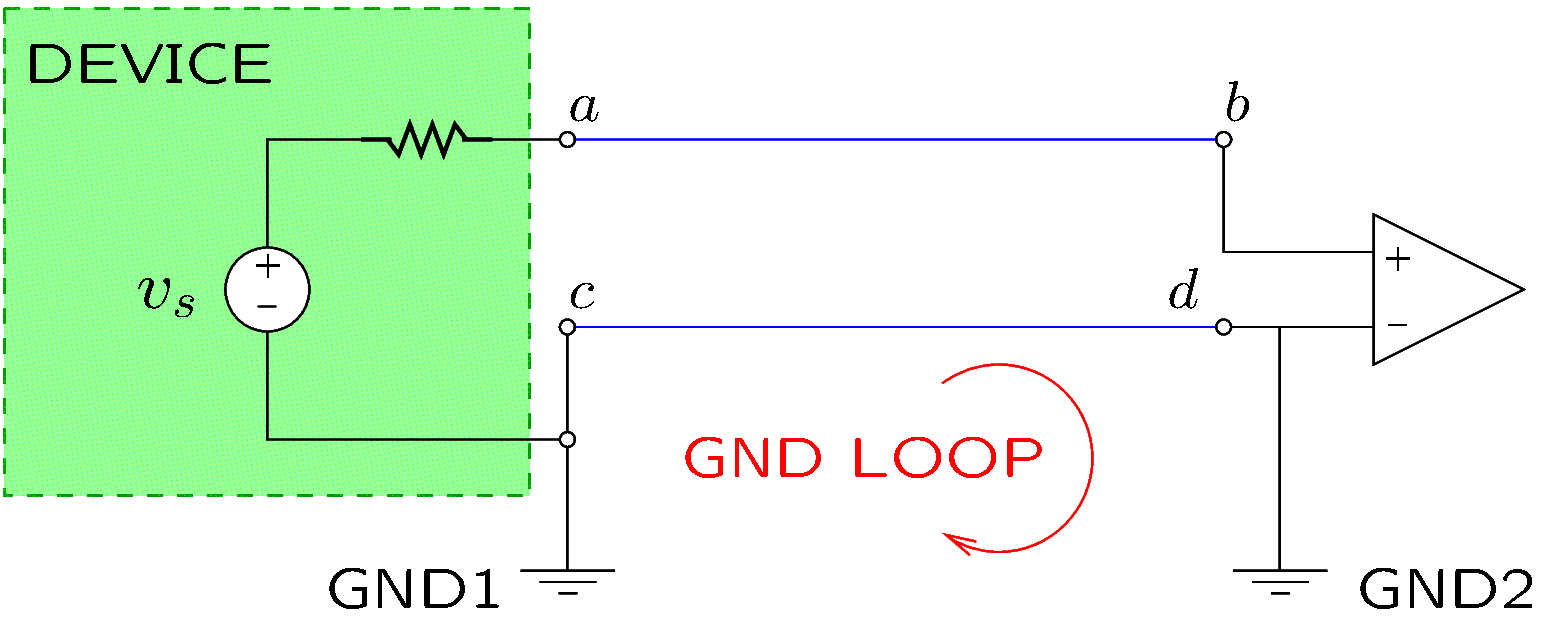 DEVICE
a
b
+
−
v_s
c
d
+
−
GND LOOP
GND1
GND2